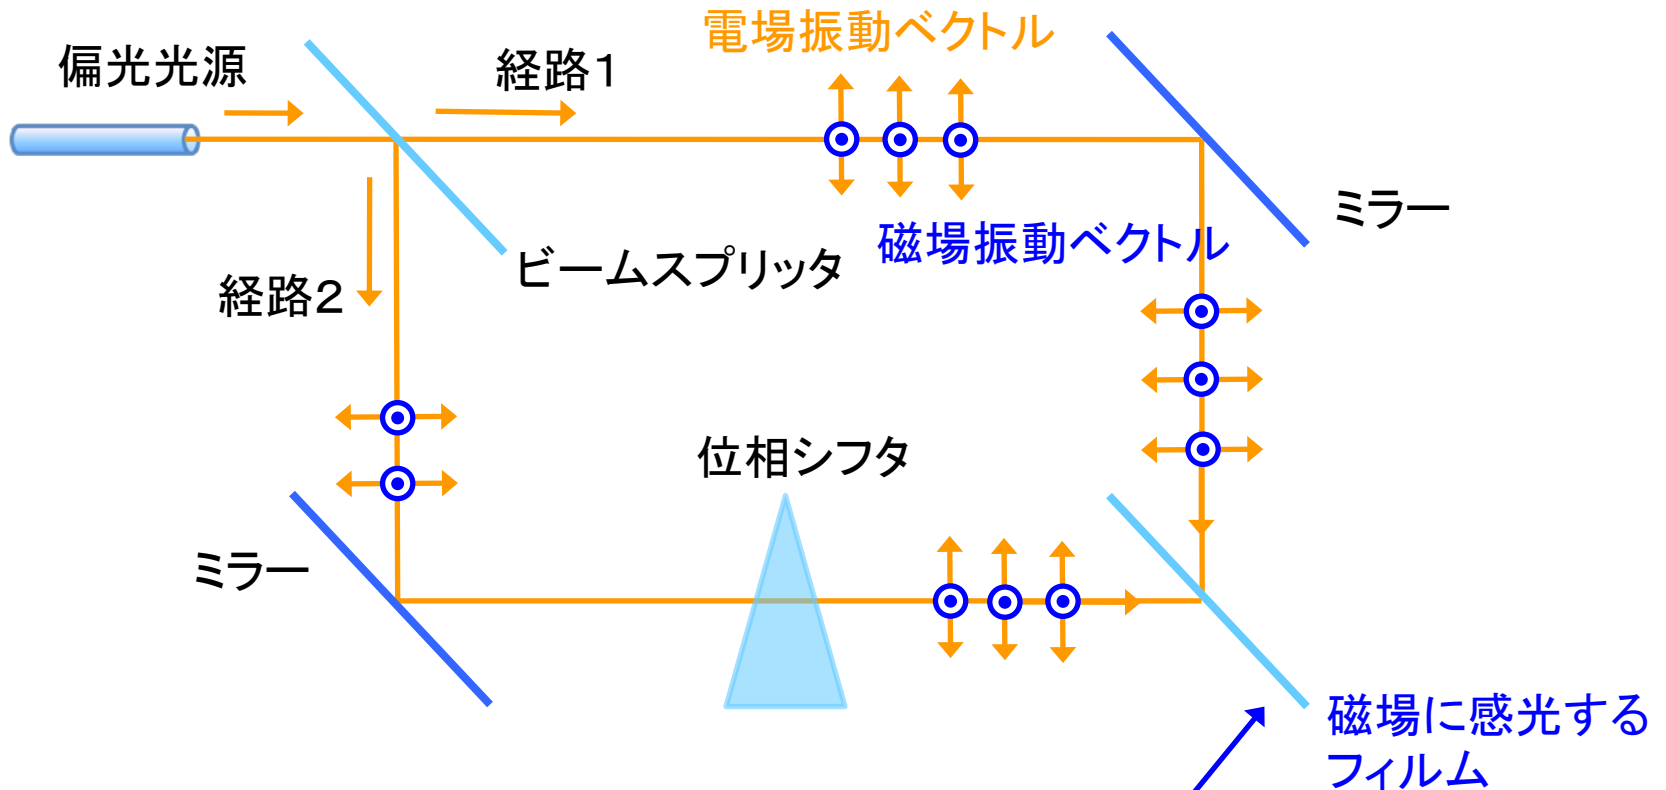 電場振動ベクトル
偏光光源
経路１
ミラー
磁場振動ベクトル
ビームスプリッタ
経路２
位相シフタ
ミラー
磁場に感光する
フィルム